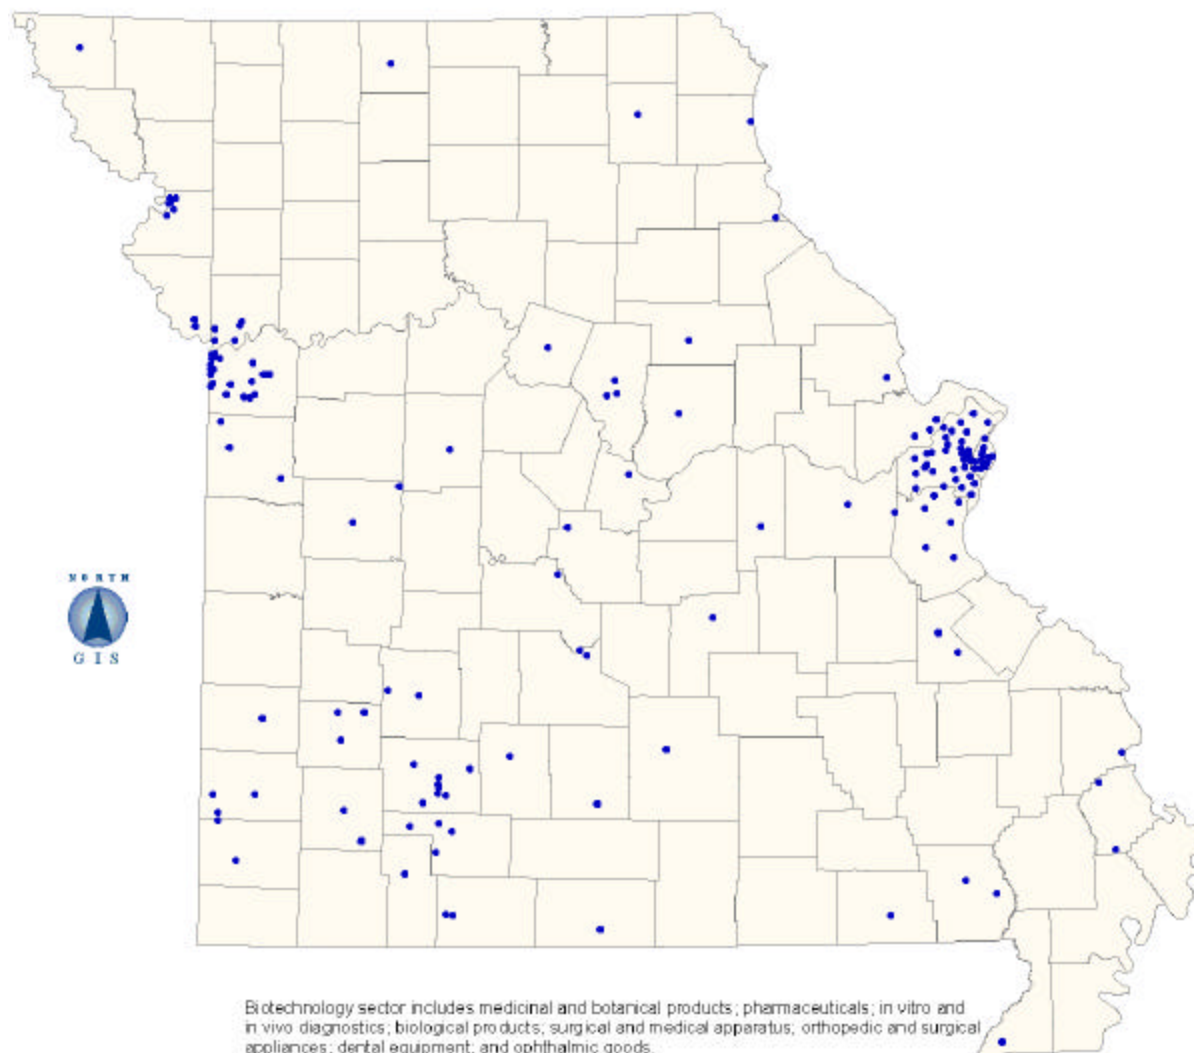 NORTH
GIS
Biotechnology sector includes medicinal and botanical products; pharmaceuticals; in vitro and
in vivo diagnostics; biological products; surgical and medical apparatus; orthopedic and surgical
appliances; dental equipment; and ophthalmic goods.